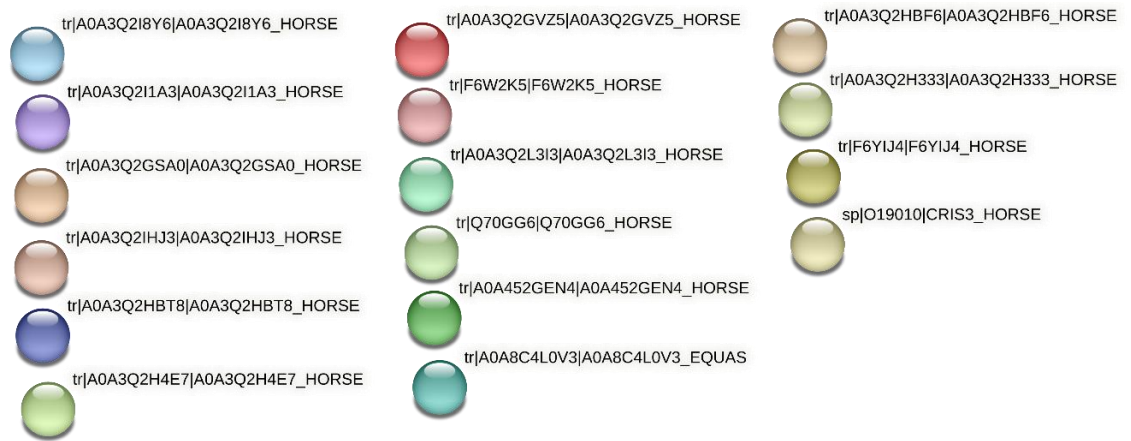 tr|A0A3Q2I8Y6|A0A3Q2I8Y6_HORSE
tr|A0A3Q2I1A3|A0A3Q2I1A3_HORSE
tr|A0A3Q2GSA0|A0A3Q2GSA0_HORSE
tr|A0A3Q2IHJ3|A0A3Q2IHJ3_HORSE
tr|A0A3Q2HBT8|A0A3Q2HBT8_HORSE
tr|A0A3Q2H4E7|A0A3Q2H4E7_HORSE
tr|A0A3Q2GVZ5|A0A3Q2GVZ5_HORSE
tr|F6W2K5|F6W2K5_HORSE
tr|A0A3Q2L3I3|A0A3Q2L3I3_HORSE
tr|Q70GG6|Q70GG6_HORSE
tr|A0A452GEN4|A0A452GEN4_HORSE
tr|A0A8C4L0V3|A0A8C4L0V3_EQUAS
tr|A0A3Q2HBF6|A0A3Q2HBF6_HORSE
tr|A0A3Q2H333|A0A3Q2H333_HORSE
tr|F6YIJ4|F6YIJ4_HORSE
sp|O19010|CRIS3_HORSE